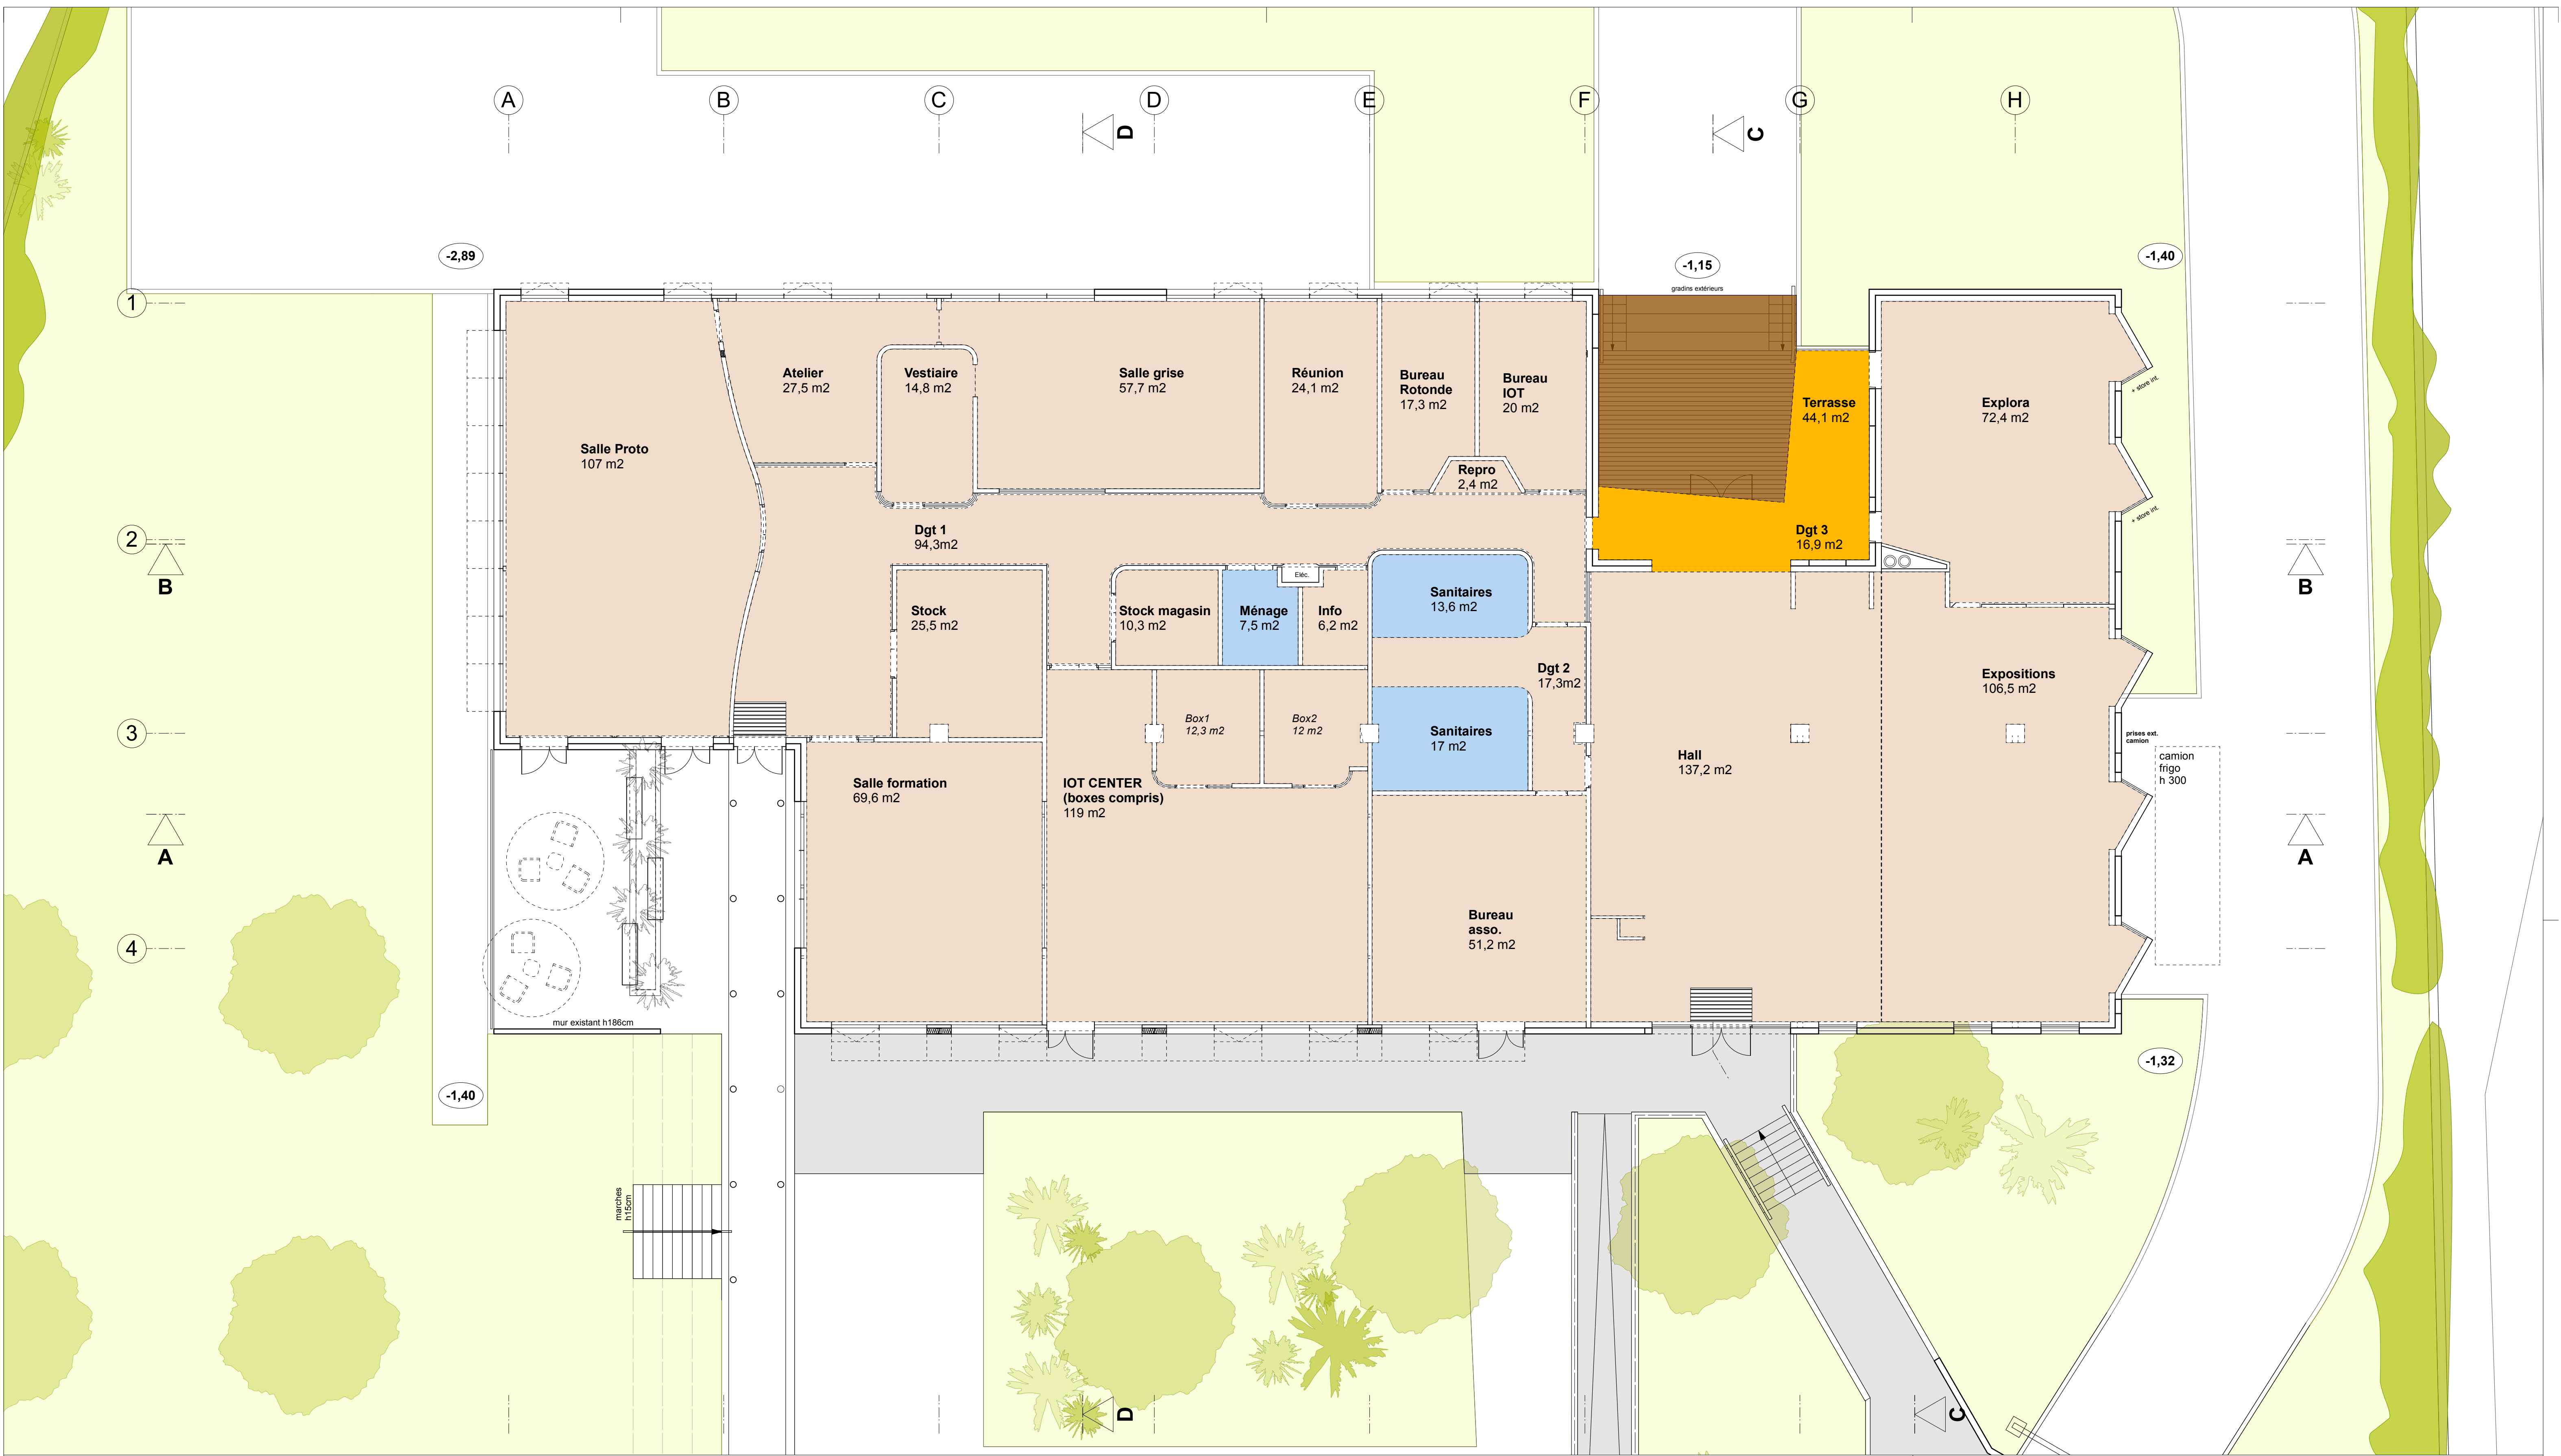 A
B
C
D
E
F
G
H
D
C
-2,89
-1,15
-1,40
gradins extérieurs
1
Atelier
27,5 m2
Vestiaire
14,8 m2
Salle grise
57,7 m2
Réunion
24,1 m2
Bureau
Rotonde
17,3 m2
Bureau
IOT
20 m2
Terrasse
44,1 m2
Explora
72,4 m2
+ store int.
Salle Proto
107 m2
Repro
2,4 m2
+ store int.
2
Dgt 1
94,3m2
Dgt 3
16,9 m2
B
B
Eléc.
Stock
25,5 m2
Stock magasin
10,3 m2
Ménage
7,5 m2
Info
6,2 m2
Sanitaires
13,6 m2
Dgt 2
17,3m2
Expositions
106,5 m2
3
Box1
12,3 m2
Box2
12 m2
Sanitaires
17 m2
prises ext.
camion
Hall
137,2 m2
camion
frigo
h 300
Salle formation
69,6 m2
IOT CENTER
(boxes compris)
119 m2
A
A
Bureau
asso.
51,2 m2
4
mur existant h186cm
-1,40
-1,32
marches
h15cm
D
C